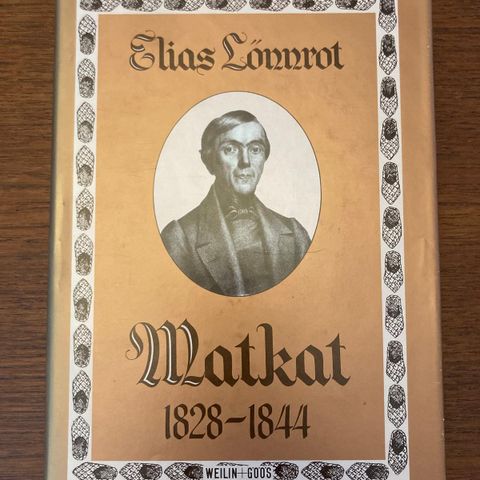 Elias Lönnrot
Matkat
1828–1844
WEILIN+GÖÖS